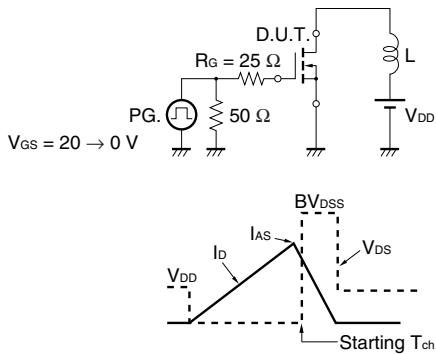 D.U.T.
RG = 25 Ω
L
PG.
50 Ω
VDD
VGS = 20 → 0 V
BVDSS
IAS
ID
VDS
VDD
Starting Tch